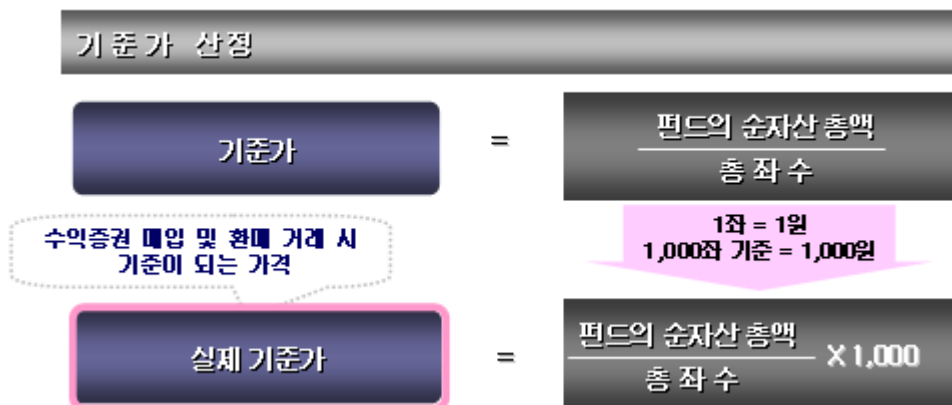 기준가 산정
기준가
=
펀드의 순자산 총액
총 좌 수
수익증권 매입 및 환매 거래 시
기준이 되는 가격
1좌 = 1원
1,000좌 기준 = 1,000원
실제 기준가
=
펀드의 순자산 총액
총 좌 수
X 1,000